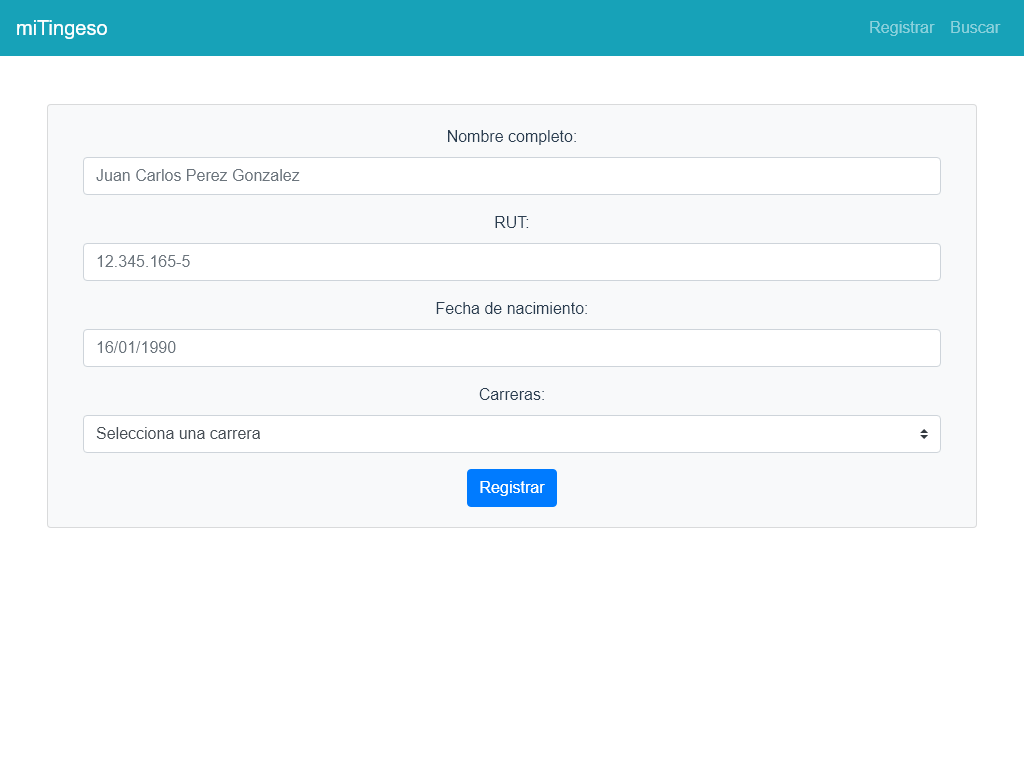 miTingeso Registrar Buscar
Nombre completo:
Juan Carlos Perez Gonzalez
RUT:
12.345.165-5
Fecha de nacimiento:
16/01/1990
Carreras:
Selecciona una carrera
Registrar